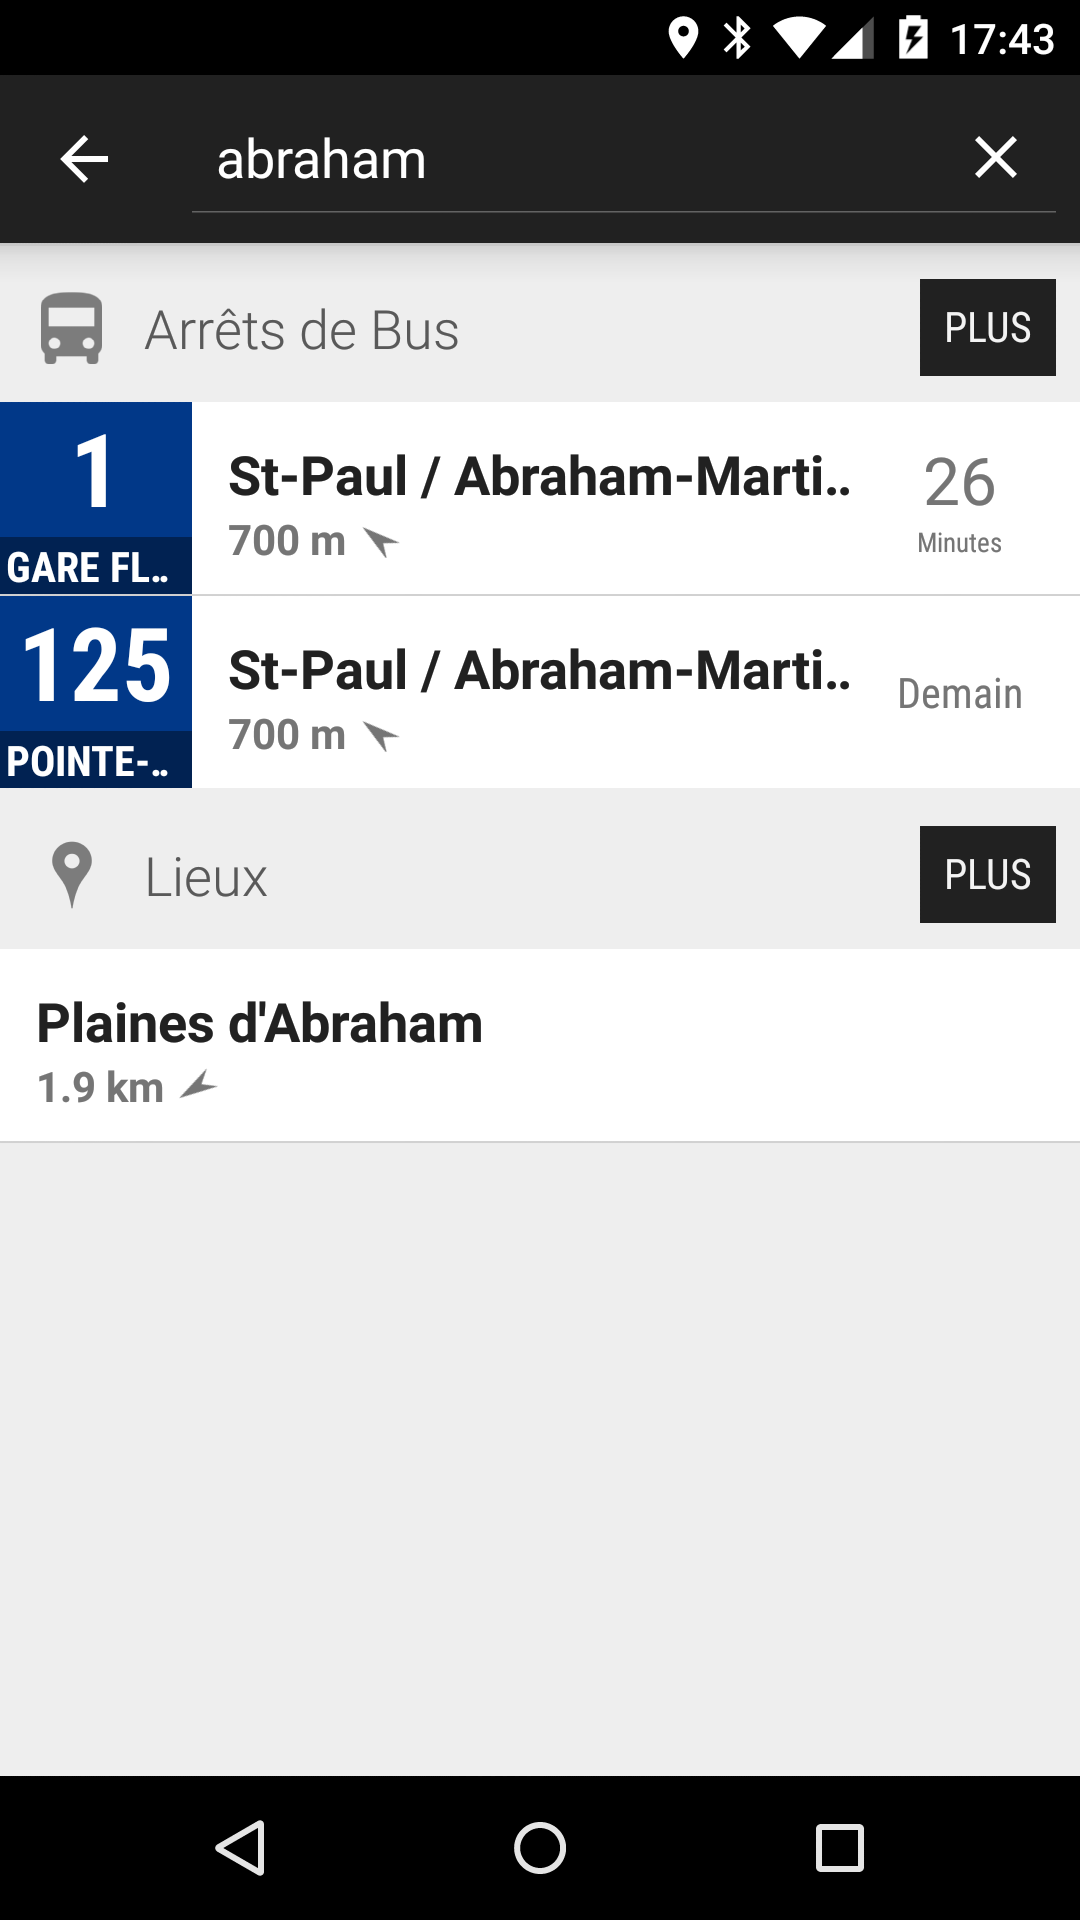 17:43
abraham
Arrêts de Bus
PLUS
1
GARE FL..
St-Paul / Abraham-Marti..
700 m
26
Minutes
125
POINTE-..
St-Paul / Abraham-Marti..
700 m
Demain
Lieux
PLUS
Plaines d'Abraham
1.9 km